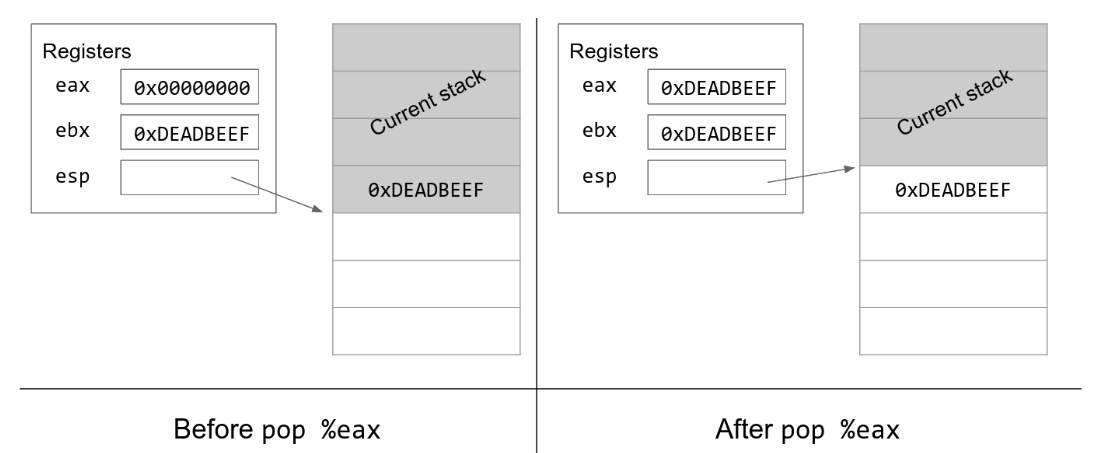 Registers
eax 0x00000000
ebx 0xDEADBEEF
esp
Current stack
0xDEADBEEF
Before pop %eax
Registers
eax 0xDEADBEEF
ebx 0xDEADBEEF
esp
Current stack
0xDEADBEEF
After pop %eax